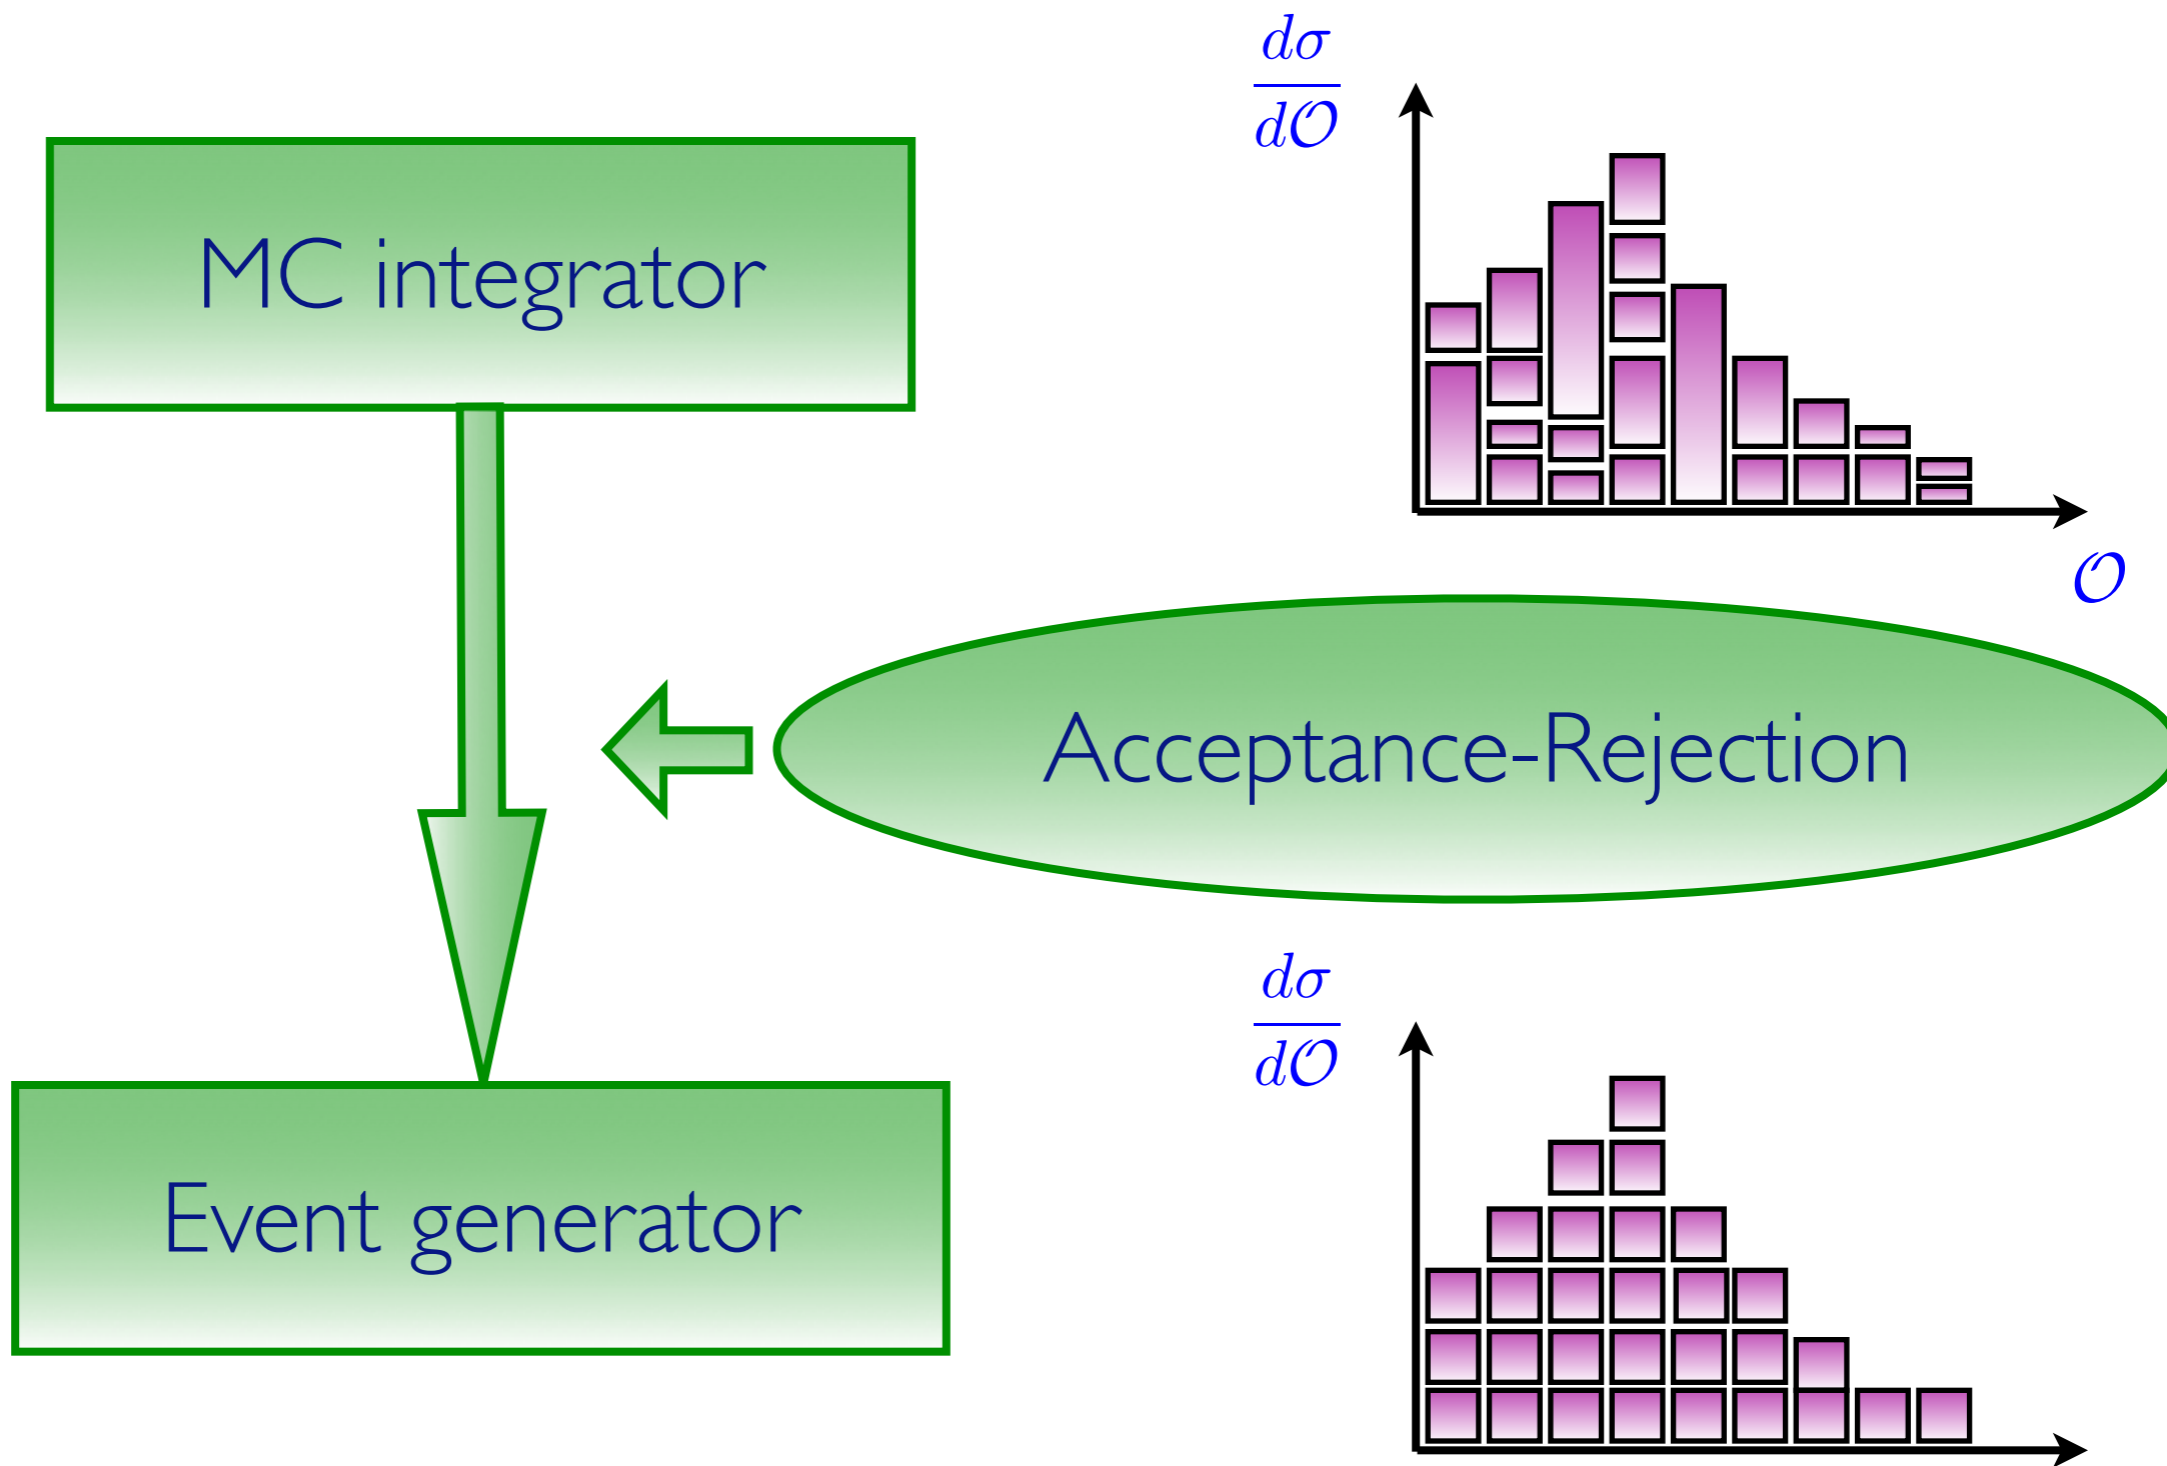 dσ
d𝒪
MC integrator
𝒪
Acceptance-Rejection
dσ
d𝒪
Event generator